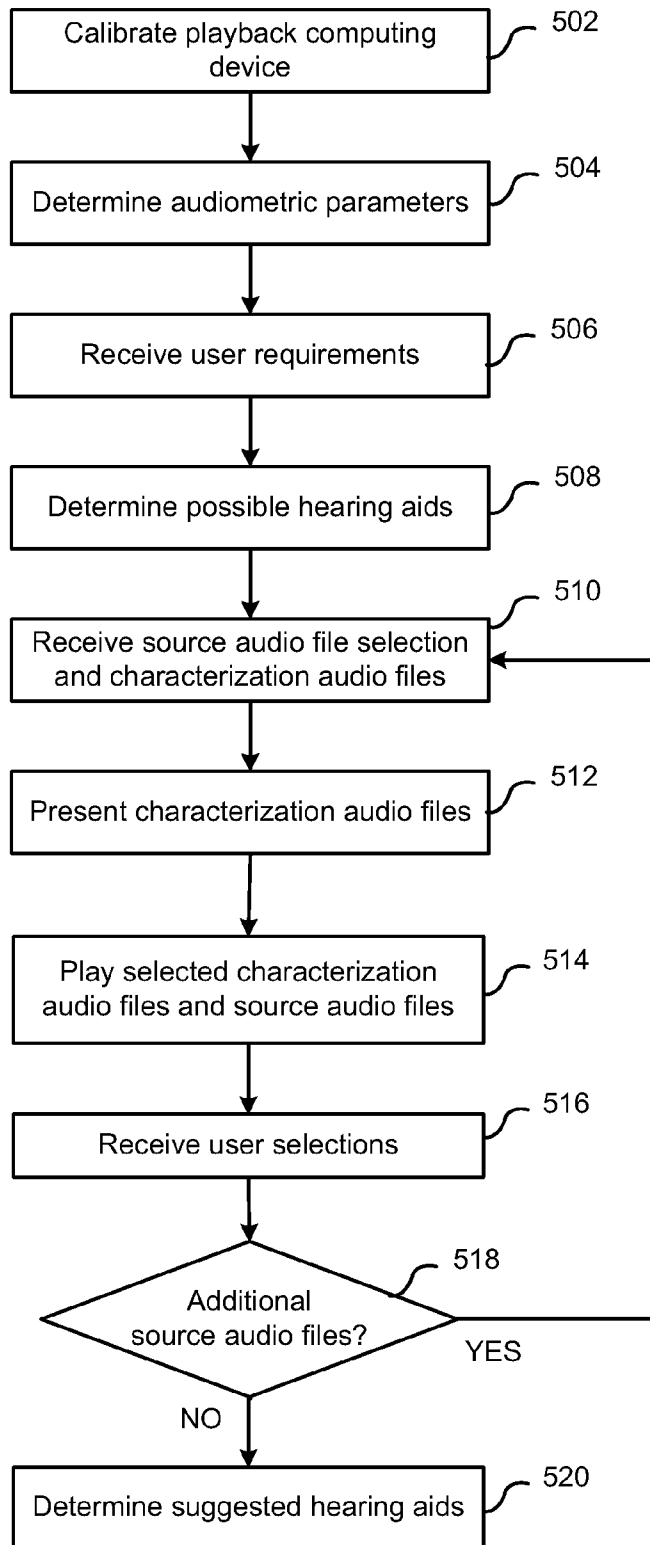 Calibrate playback computing
device
502
Determine audiometric parameters
504
Receive user requirements
506
Determine possible hearing aids
508
Receive source audio file selection
and characterization audio files
510
Present characterization audio files
512
Play selected characterization
audio files and source audio files
514
Receive user selections
516
Additional
source audio files?
518
YES
NO
Determine suggested hearing aids
520